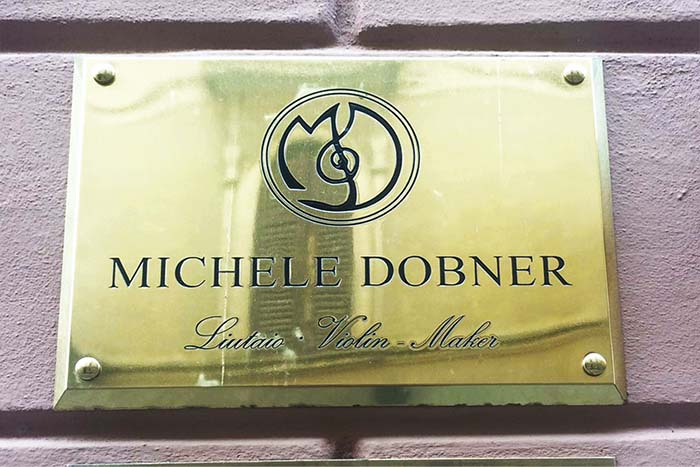 MICHELE DOBNER
Liutaio · Violin - Maker